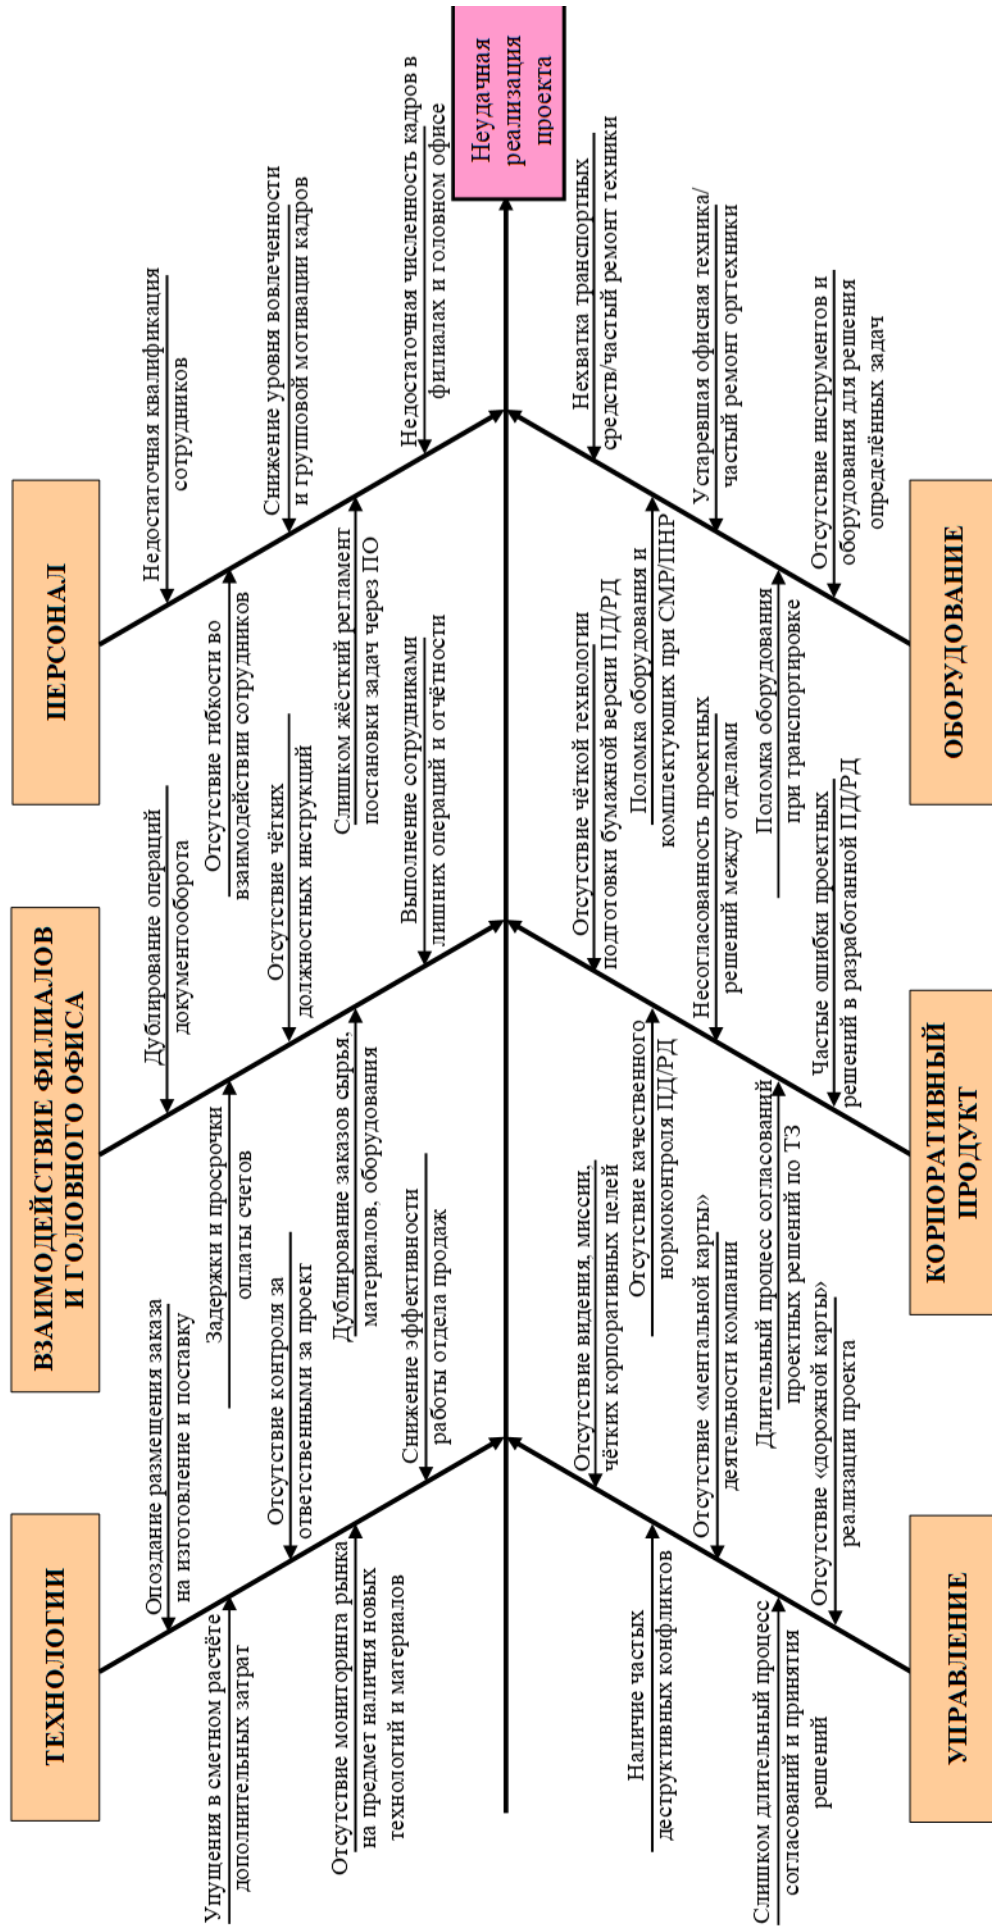 ТЕХНОЛОГИИ
Опоздание размещения заказа
на изготовление и поставку
Упущения в сметном расчёте
дополнительных затрат
Отсутствие контроля за
ответственными за проект
Отсутствие мониторинга рынка
на предмет наличия новых
технологий и материалов
Снижение эффективности
работы отдела продаж
ВЗАИМОДЕЙСТВИЕ ФИЛИАЛОВ
И ГОЛОВНОГО ОФИСА
Дублирование операций
документооборота
Задержки и просрочки
оплаты счетов
Отсутствие чётких
должностных инструкций
Дублирование заказов сырья,
материалов, оборудования
Выполнение сотрудниками
лишних операций и отчётности
ПЕРСОНАЛ
Недостаточная квалификация
сотрудников
Отсутствие гибкости во
взаимодействии сотрудников
Снижение уровня вовлеченности
и групповой мотивации кадров
Слишком жёсткий регламент
постановки задач через ПО
Недостаточная численность кадров в
филиалах и головном офисе
Неудачная
реализация
проекта
Отсутствие видения, миссии,
чётких корпоративных целей
Наличие частых
деструктивных конфликтов
Отсутствие «ментальной карты»
деятельности компании
Слишком длительный процесс
согласований и принятия
решений
Отсутствие «дорожной карты»
реализации проекта
УПРАВЛЕНИЕ
Отсутствие чёткой технологии
подготовки бумажной версии ПД/РД
Отсутствие качественного
нормоконтроля ПД/РД
Несогласованность проектных
решений между отделами
Длительный процесс согласований
проектных решений по ТЗ
Частые ошибки проектных
решений в разработанной ПД/РД
КОРПОРАТИВНЫЙ
ПРОДУКТ
Нехватка транспортных
средств/частый ремонт техники
Поломка оборудования и
комплектующих при СМР/ПНР
Устаревшая офисная техника/
частый ремонт оргтехники
Поломка оборудования
при транспортировке
Отсутствие инструментов и
оборудования для решения
определённых задач
ОБОРУДОВАНИЕ